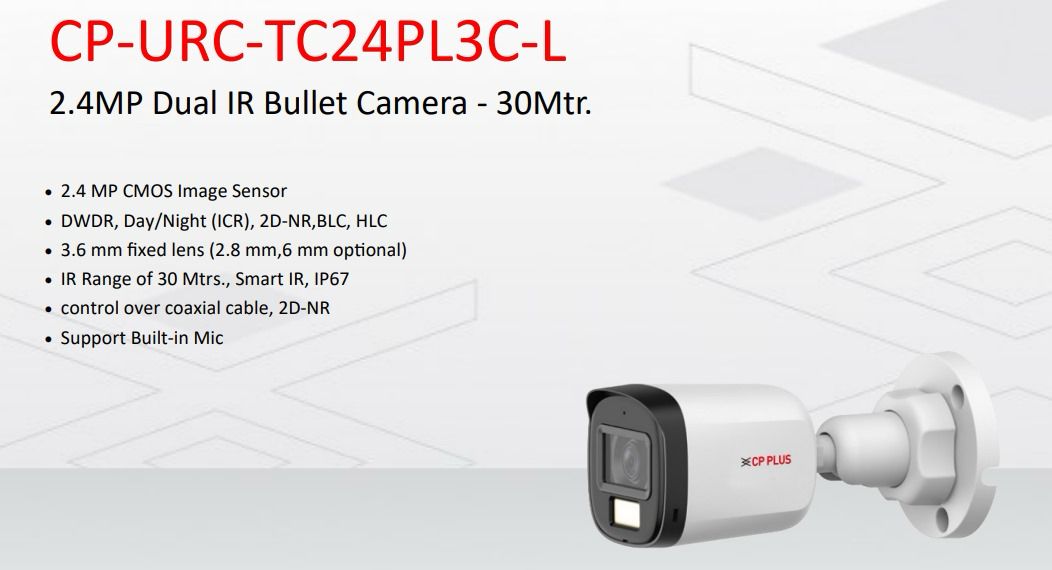 CP-URC-TC24PL3C-L
2.4MP Dual IR Bullet Camera - 30Mtr.
• 2.4 MP CMOS Image Sensor
• DWDR, Day/Night (ICR), 2D-NR,BLC, HLC
• 3.6 mm fixed lens (2.8 mm,6 mm optional)
• IR Range of 30 Mtrs., Smart IR, IP67
• control over coaxial cable, 2D-NR
• Support Built-in Mic
CP PLUS